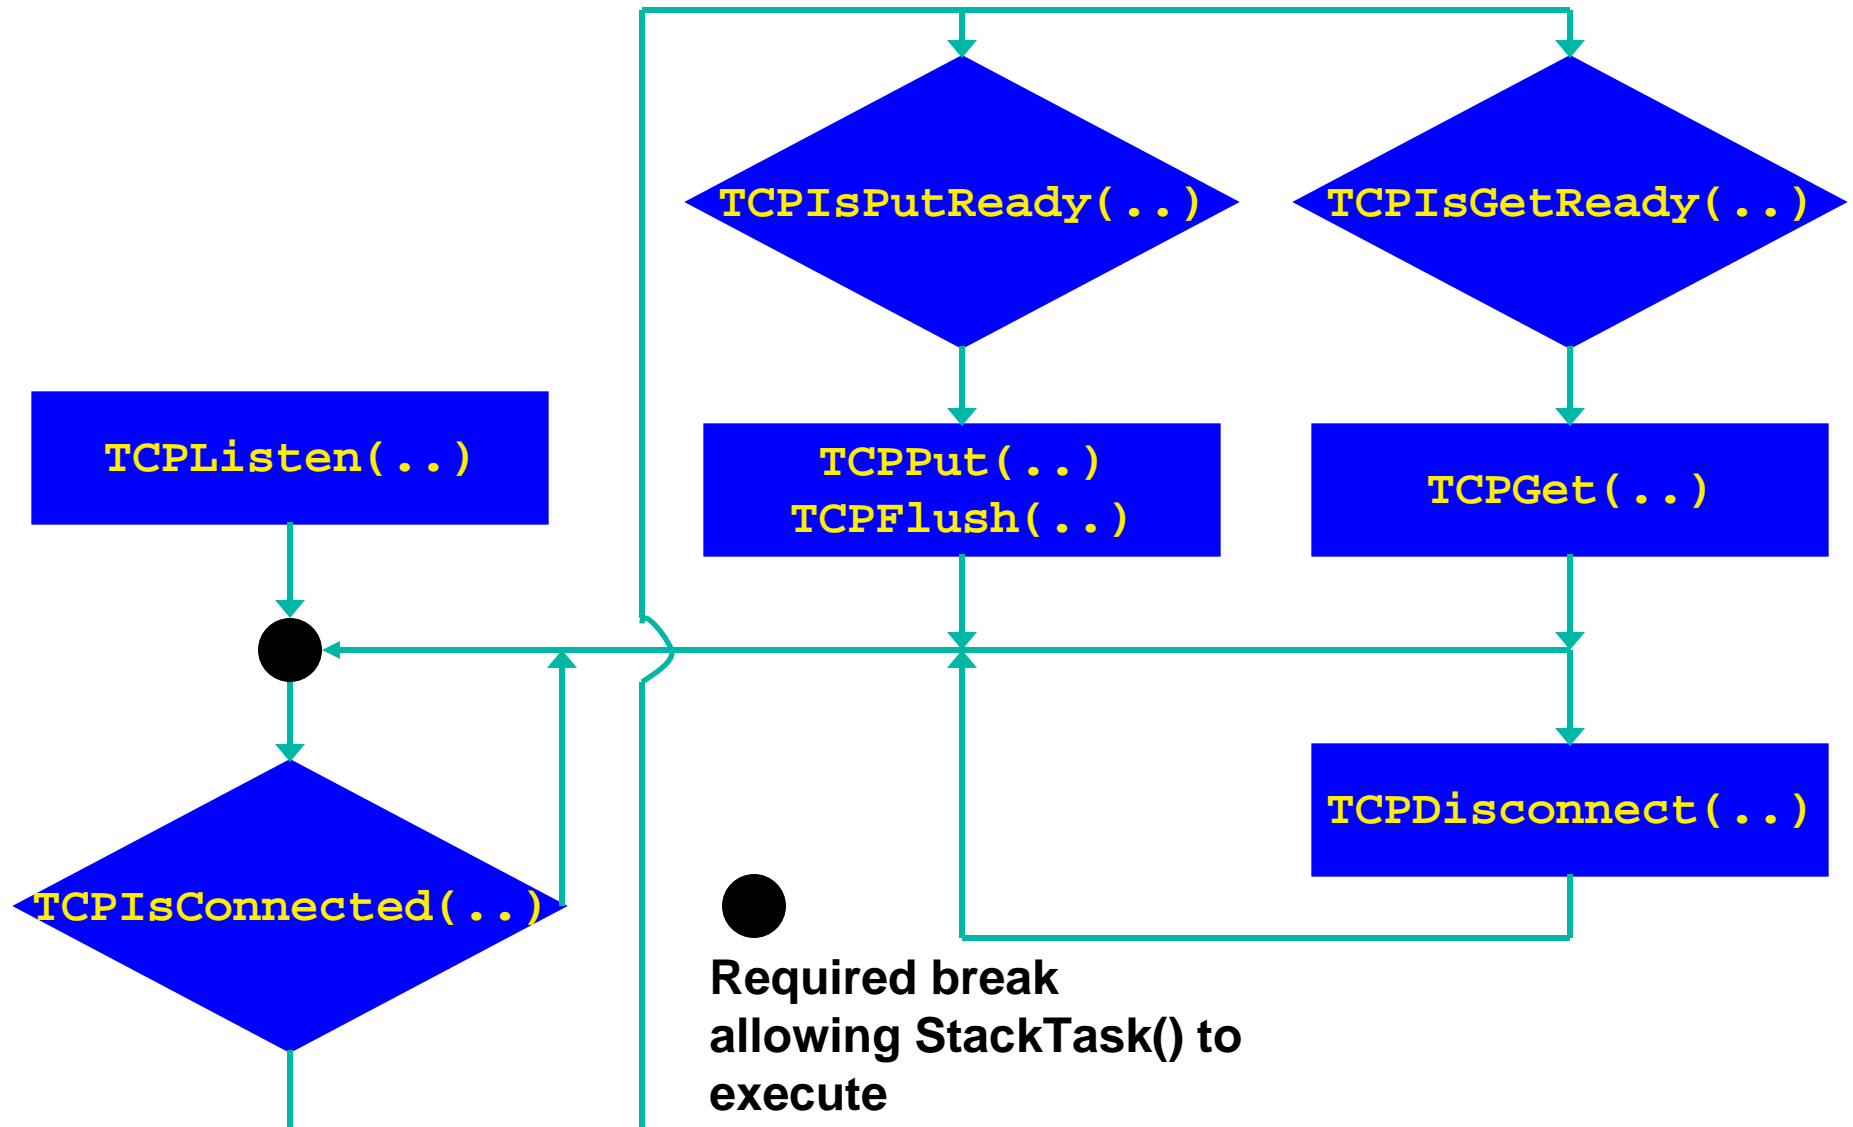 TCPIsPutReady(..)
TCPIsGetReady(..)
TCPListen(..)
TCPPut(..)
TCPFlush(..)
TCPGet(..)
TCPDisconnect(..)
TCPIsConnected(..)
Required break
allowing StackTask() to
execute